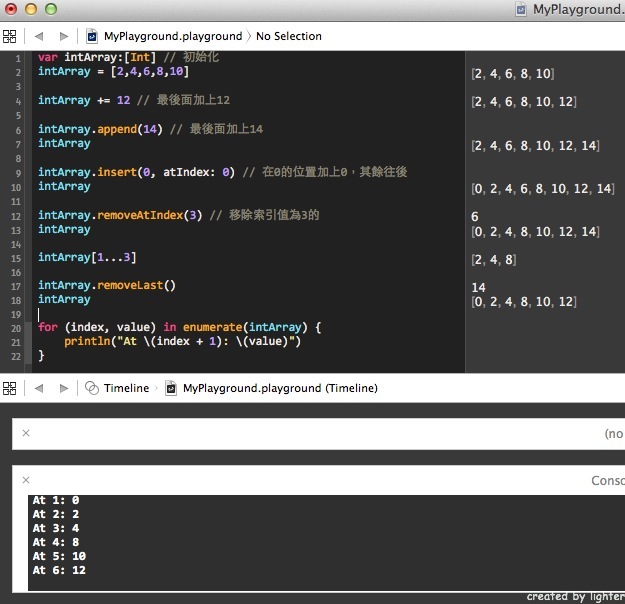 MyPlayground.
MyPlayground.playground › No Selection
1 var intArray:[Int] // 初始化
2 intArray = [2,4,6,8,10]
[2, 4, 6, 8, 10]
3
4 intArray += 12 // 最後面加上12
[2, 4, 6, 8, 10, 12]
5
6 intArray.append(14) // 最後面加上14
7 intArray
[2, 4, 6, 8, 10, 12, 14]
8
9 intArray.insert(0, atIndex: 0) // 在0的位置加上0，其餘往後
10 intArray
[0, 2, 4, 6, 8, 10, 12, 14]
11
12 intArray.removeAtIndex(3) // 移除索引值為3的
6
13 intArray
[0, 2, 4, 8, 10, 12, 14]
14
15 intArray[1...3]
[2, 4, 8]
16
17 intArray.removeLast()
14
18 intArray
[0, 2, 4, 8, 10, 12]
19
20 for (index, value) in enumerate(intArray) {
21 println("At \(index + 1): \(value)")
22 }
Timeline › MyPlayground.playground (Timeline)
(no
Conso
At 1: 0
At 2: 2
At 3: 4
At 4: 8
At 5: 10
At 6: 12
created by lighter